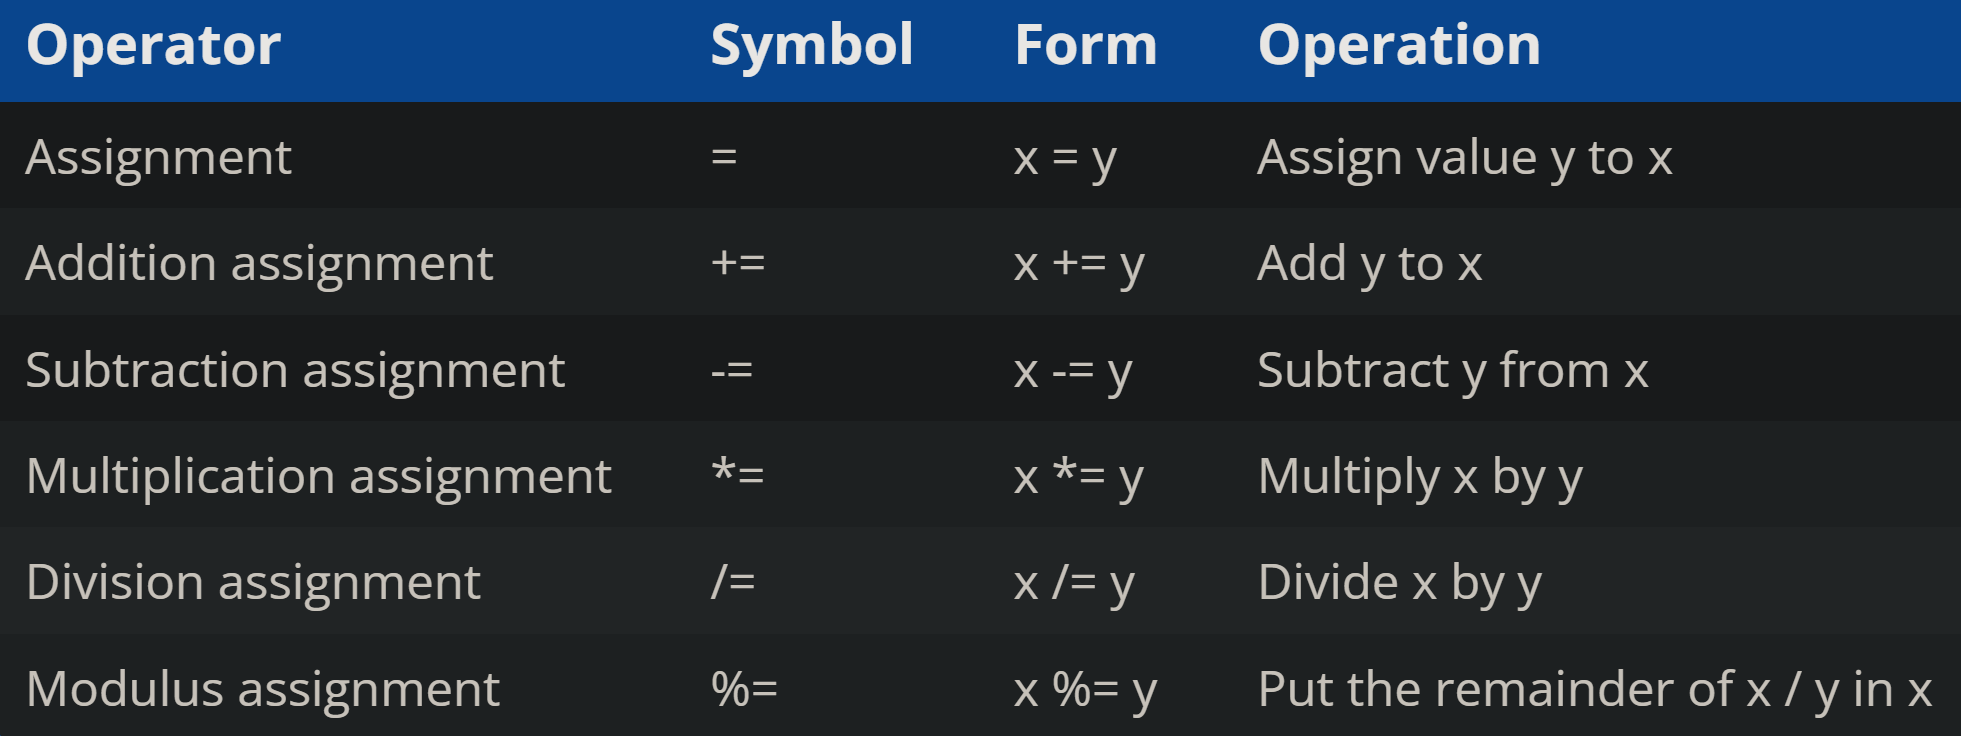 Operator Symbol Form Operation
Assignment = x = y Assign value y to x
Addition assignment += x += y Add y to x
Subtraction assignment -= x -= y Subtract y from x
Multiplication assignment *= x *= y Multiply x by y
Division assignment /= x /= y Divide x by y
Modulus assignment %= x %= y Put the remainder of x / y in x